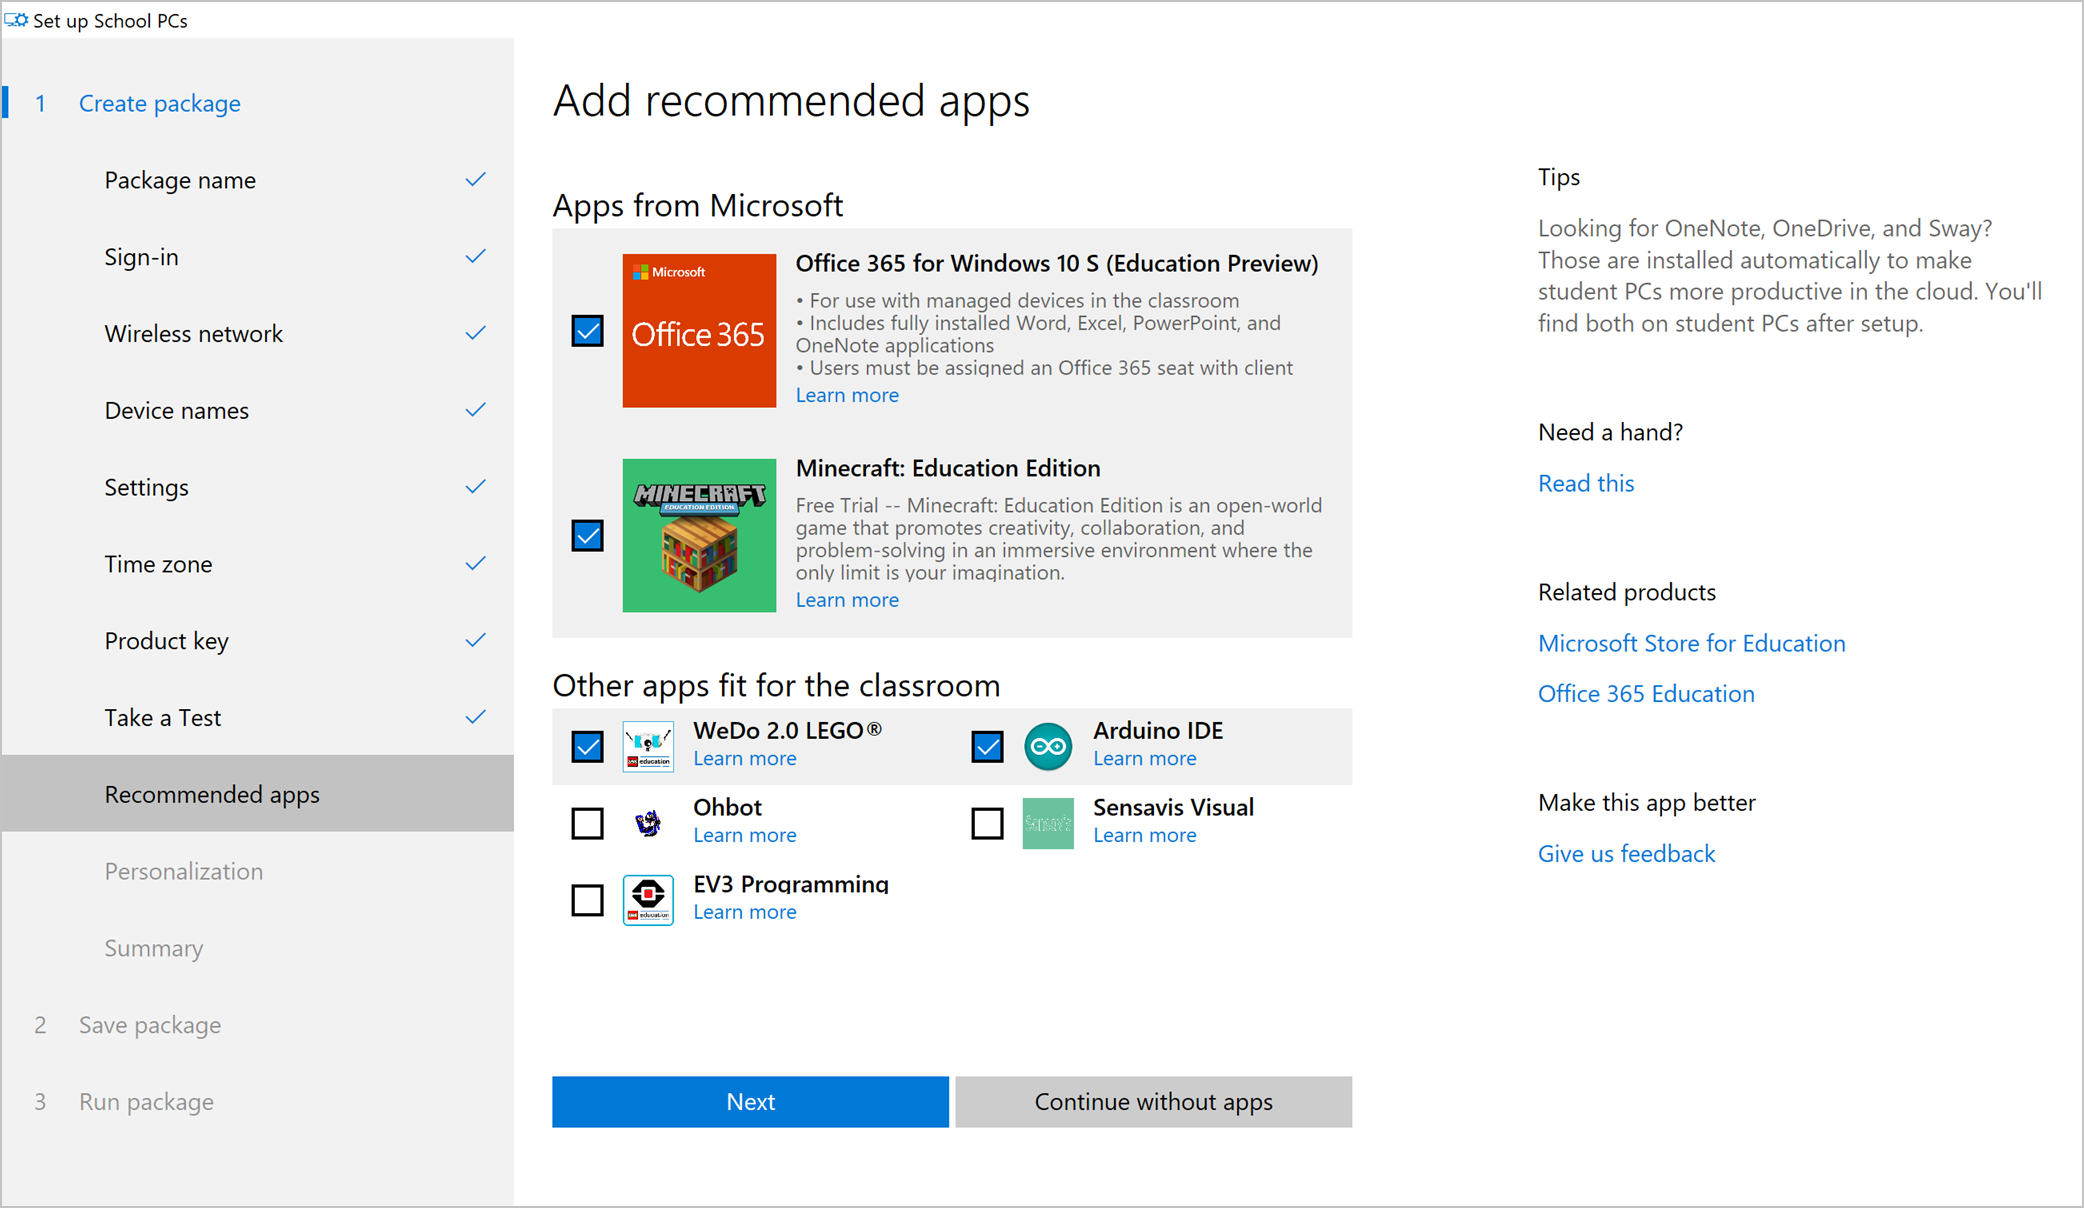 Set up School PCs
1 Create package
Package name
Sign-in
Wireless network
Device names
Settings
Time zone
Product key
Take a Test
Recommended apps
Personalization
Summary
2 Save package
3 Run package
Add recommended apps
Apps from Microsoft
Microsoft
Office 365
Office 365 for Windows 10 S (Education Preview)
• For use with managed devices in the classroom
• Includes fully installed Word, Excel, PowerPoint, and
OneNote applications
• Users must be assigned an Office 365 seat with client
Learn more
MINECRAFT
EDUCATION EDITION
Minecraft: Education Edition
Free Trial -- Minecraft: Education Edition is an open-world
game that promotes creativity, collaboration, and
problem-solving in an immersive environment where the
only limit is your imagination.
Learn more
Other apps fit for the classroom
education
WeDo 2.0 LEGO®
Learn more
Arduino IDE
Learn more
Ohbot
Learn more
Sensavis
Sensavis Visual
Learn more
education
EV3 Programming
Learn more
Next
Continue without apps
Tips
Looking for OneNote, OneDrive, and Sway?
Those are installed automatically to make
student PCs more productive in the cloud. You'll
find both on student PCs after setup.
Need a hand?
Read this
Related products
Microsoft Store for Education
Office 365 Education
Make this app better
Give us feedback